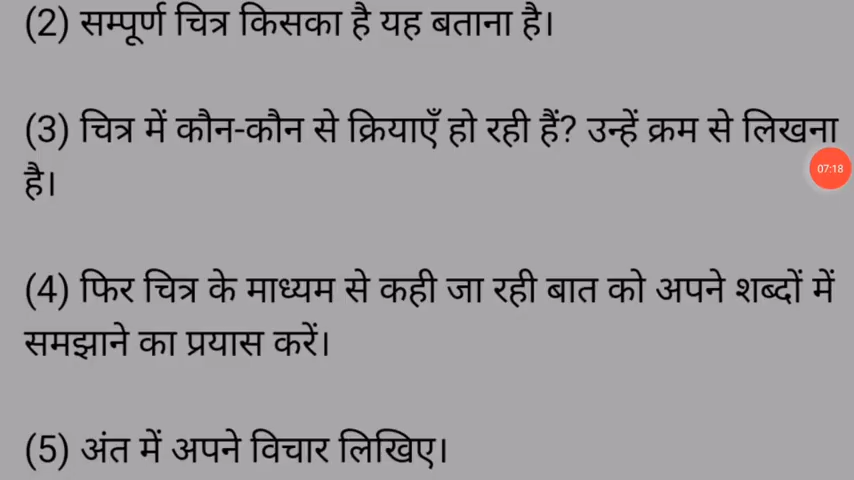 (2) सम्पूर्ण चित्र किसका है यह बताना है।
(3) चित्र में कौन-कौन से क्रियाएँ हो रही हैं? उन्हें क्रम से लिखना
है।
07:18
(4) फिर चित्र के माध्यम से कही जा रही बात को अपने शब्दों में
समझाने का प्रयास करें।
(5) अंत में अपने विचार लिखिए।